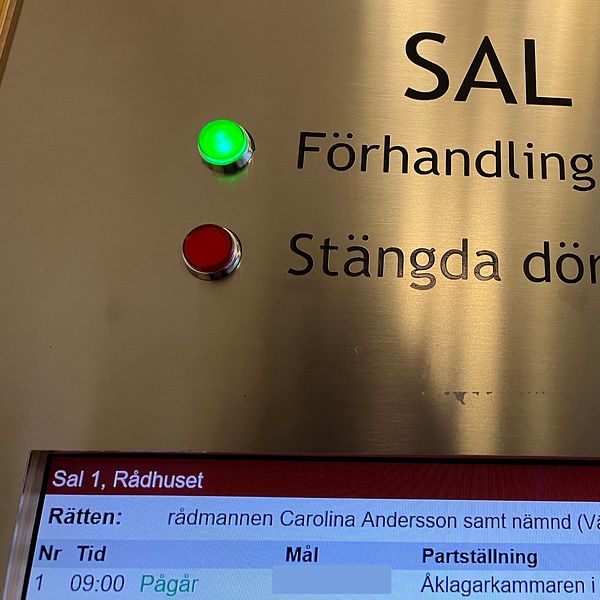 SAL
Förhandling
Stängda dör
Sal 1, Rådhuset
Rätten: rådmannen Carolina Andersson samt nämnd (Vä
Nr Tid Mål Partställning
1 09:00 Pågår Åklagarkammaren i